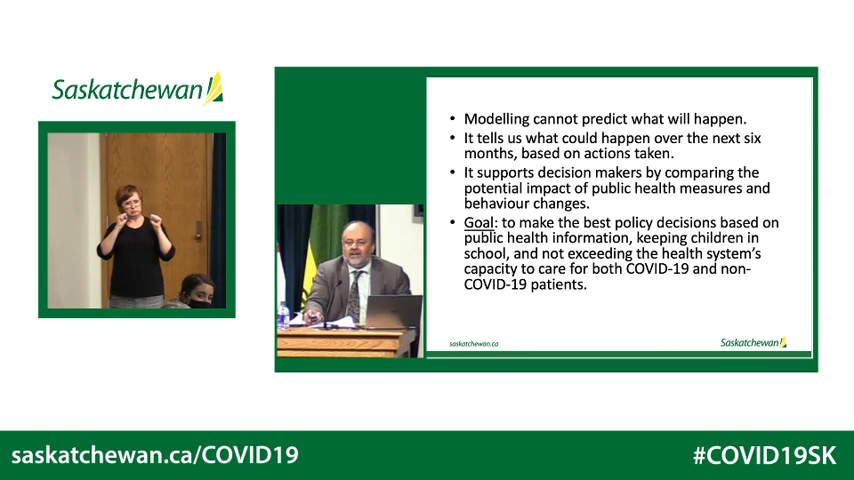 Saskatchewan
• Modelling cannot predict what will happen.
• It tells us what could happen over the next six
months, based on actions taken.
• It supports decision makers by comparing the
potential impact of public health measures and
behaviour changes.
• Goal: to make the best policy decisions based on
public health information, keeping children in
school, and not exceeding the health system's
capacity to care for both COVID-19 and non-
COVID-19 patients.
saskatchewan.ca
Saskatchewan
saskatchewan.ca/COVID19
#COVID19SK